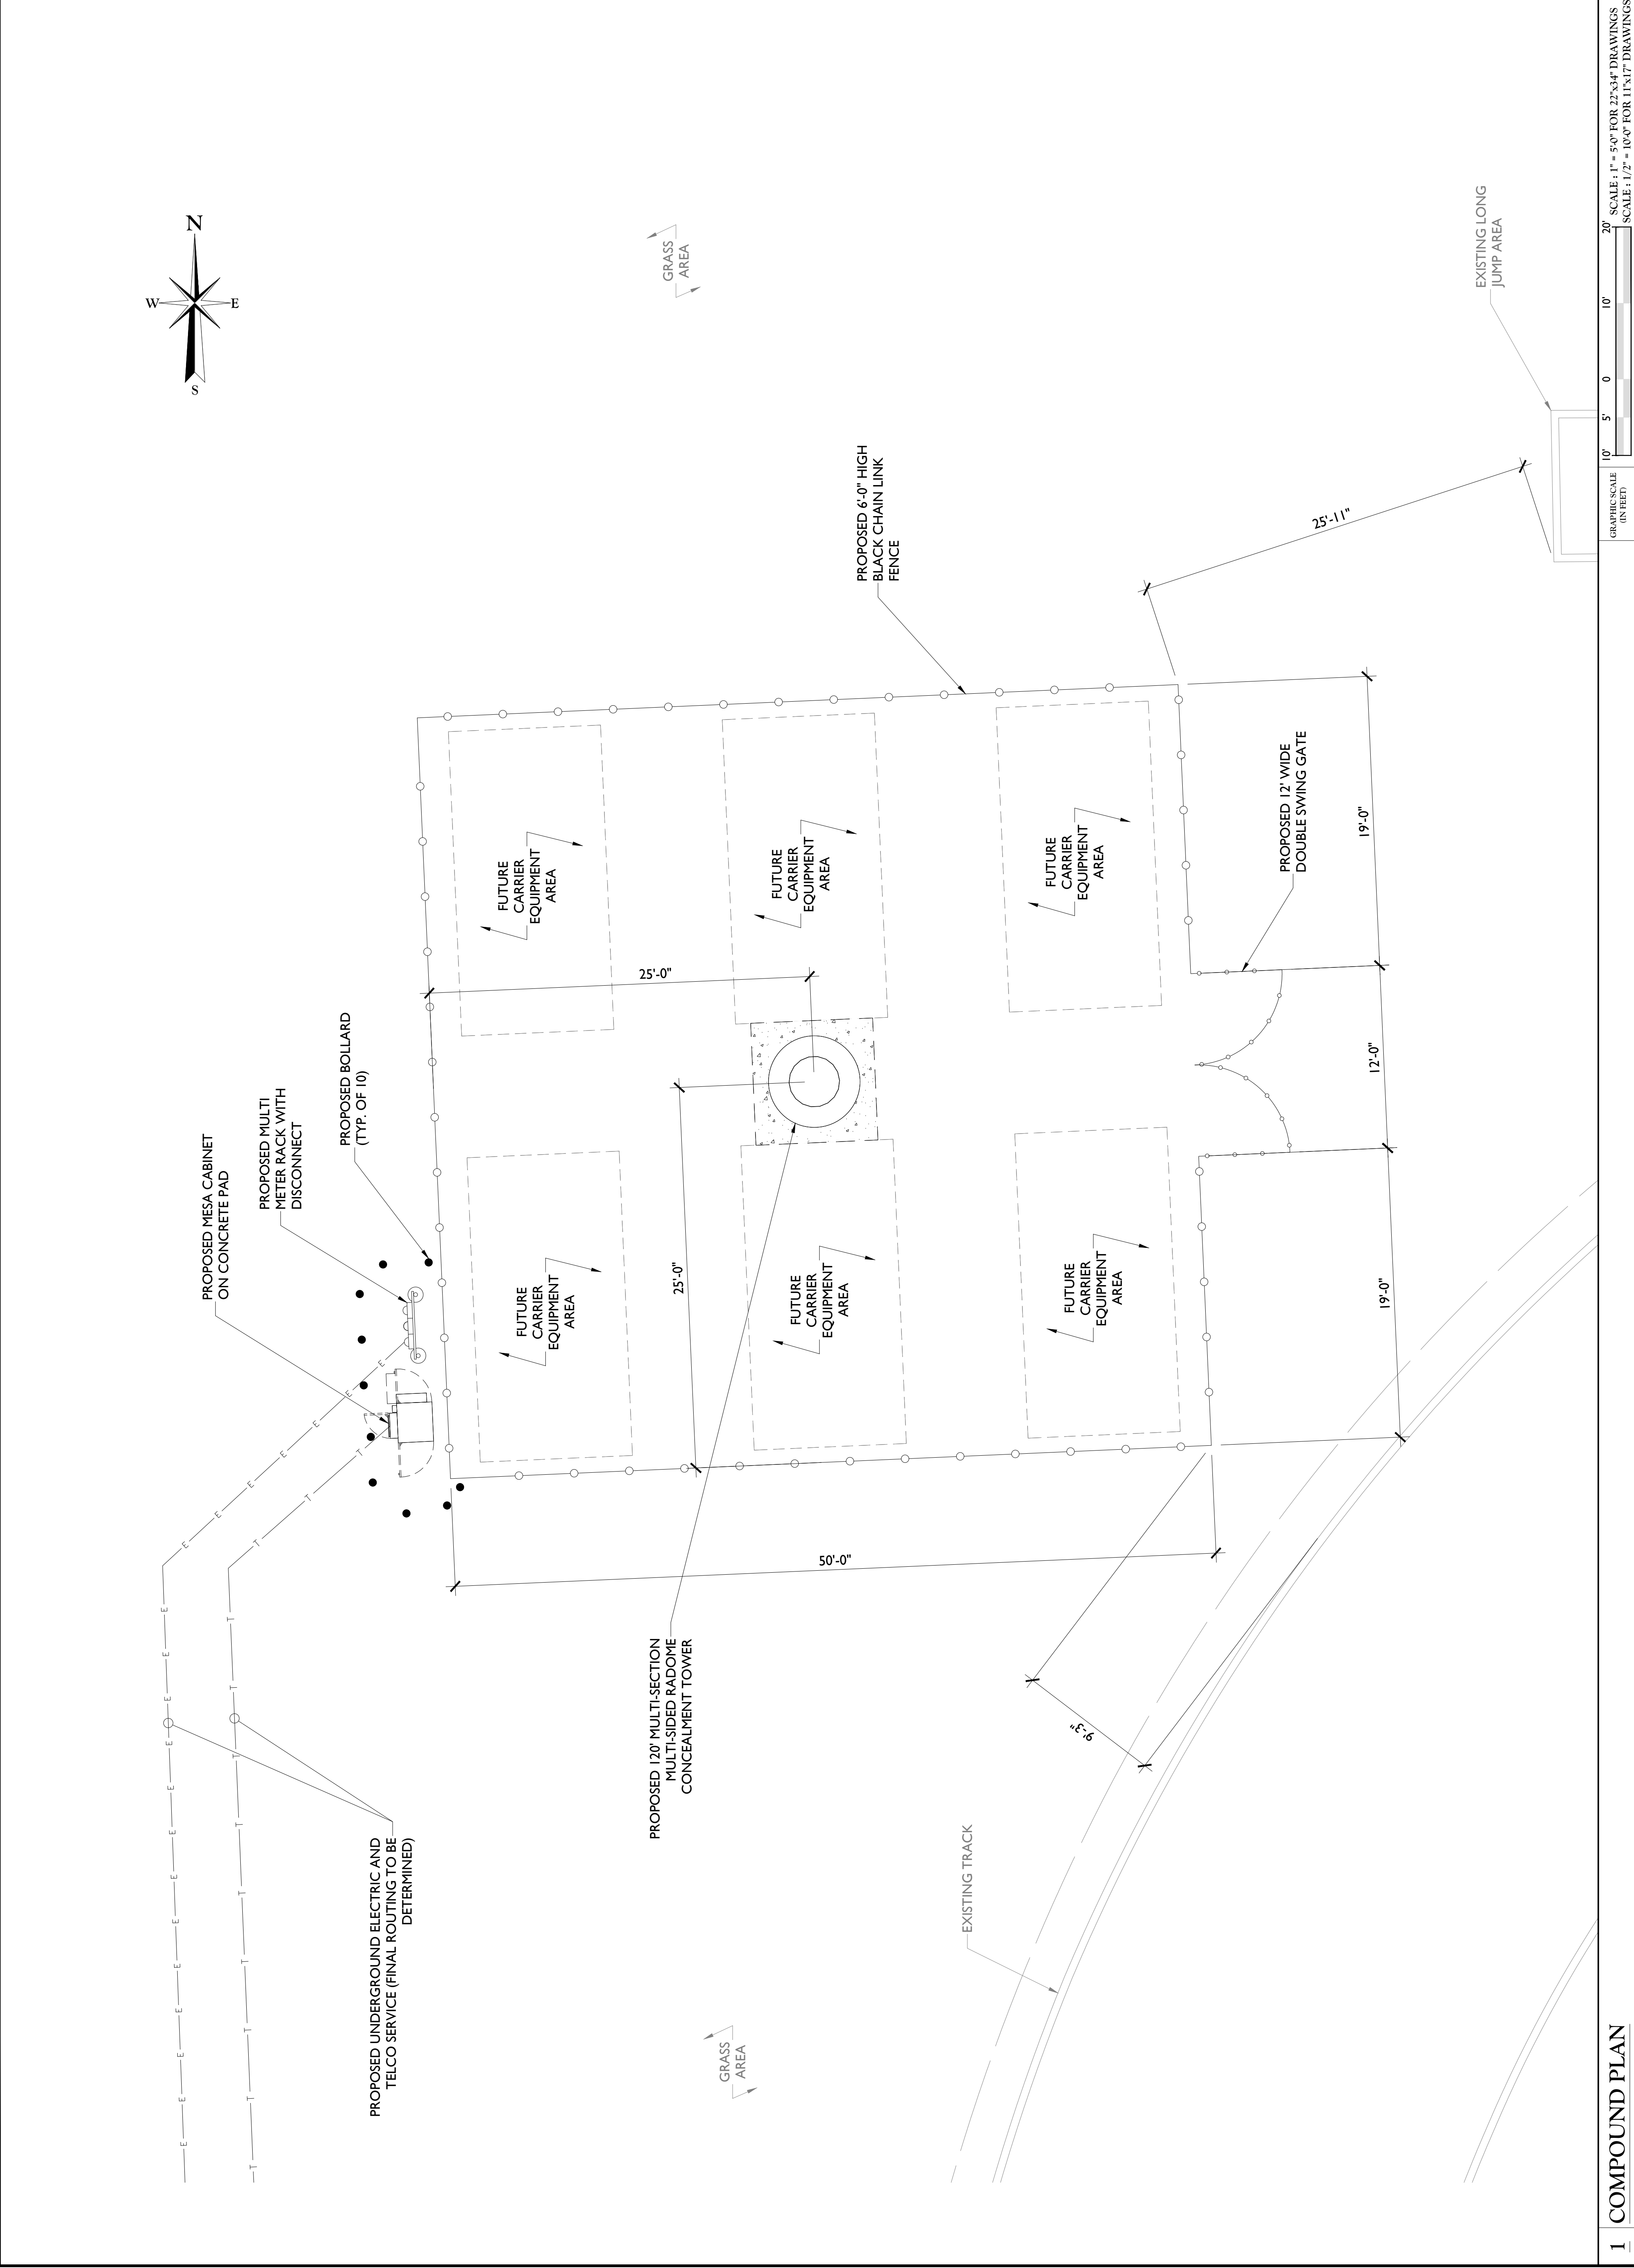 N
W
E
S
PROPOSED MESA CABINET
ON CONCRETE PAD
PROPOSED MULTI
METER RACK WITH
DISCONNECT
PROPOSED BOLLARD
(TYP. OF 10)
PROPOSED UNDERGROUND ELECTRIC AND
TELCO SERVICE (FINAL ROUTING TO BE
DETERMINED)
GRASS
AREA
FUTURE
CARRIER
EQUIPMENT
AREA
FUTURE
CARRIER
EQUIPMENT
AREA
25'-0"
25'-0"
50'-0"
PROPOSED 120' MULTI-SECTION
MULTI-SIDED RADOME
CONCEALMENT TOWER
GRASS
AREA
FUTURE
CARRIER
EQUIPMENT
AREA
FUTURE
CARRIER
EQUIPMENT
AREA
PROPOSED 6'-0" HIGH
BLACK CHAIN LINK
FENCE
EXISTING TRACK
9'-3"
FUTURE
CARRIER
EQUIPMENT
AREA
FUTURE
CARRIER
EQUIPMENT
AREA
PROPOSED 12' WIDE
DOUBLE SWING GATE
25'-11"
19'-0"
12'-0"
19'-0"
EXISTING LONG
JUMP AREA
1 COMPOUND PLAN
GRAPHIC SCALE
(IN FEET)
10' 5' 0 10' 20'
SCALE : 1" = 5'-0" FOR 22"x34" DRAWINGS
SCALE : 1/2" = 10'-0" FOR 11"x17" DRAWINGS